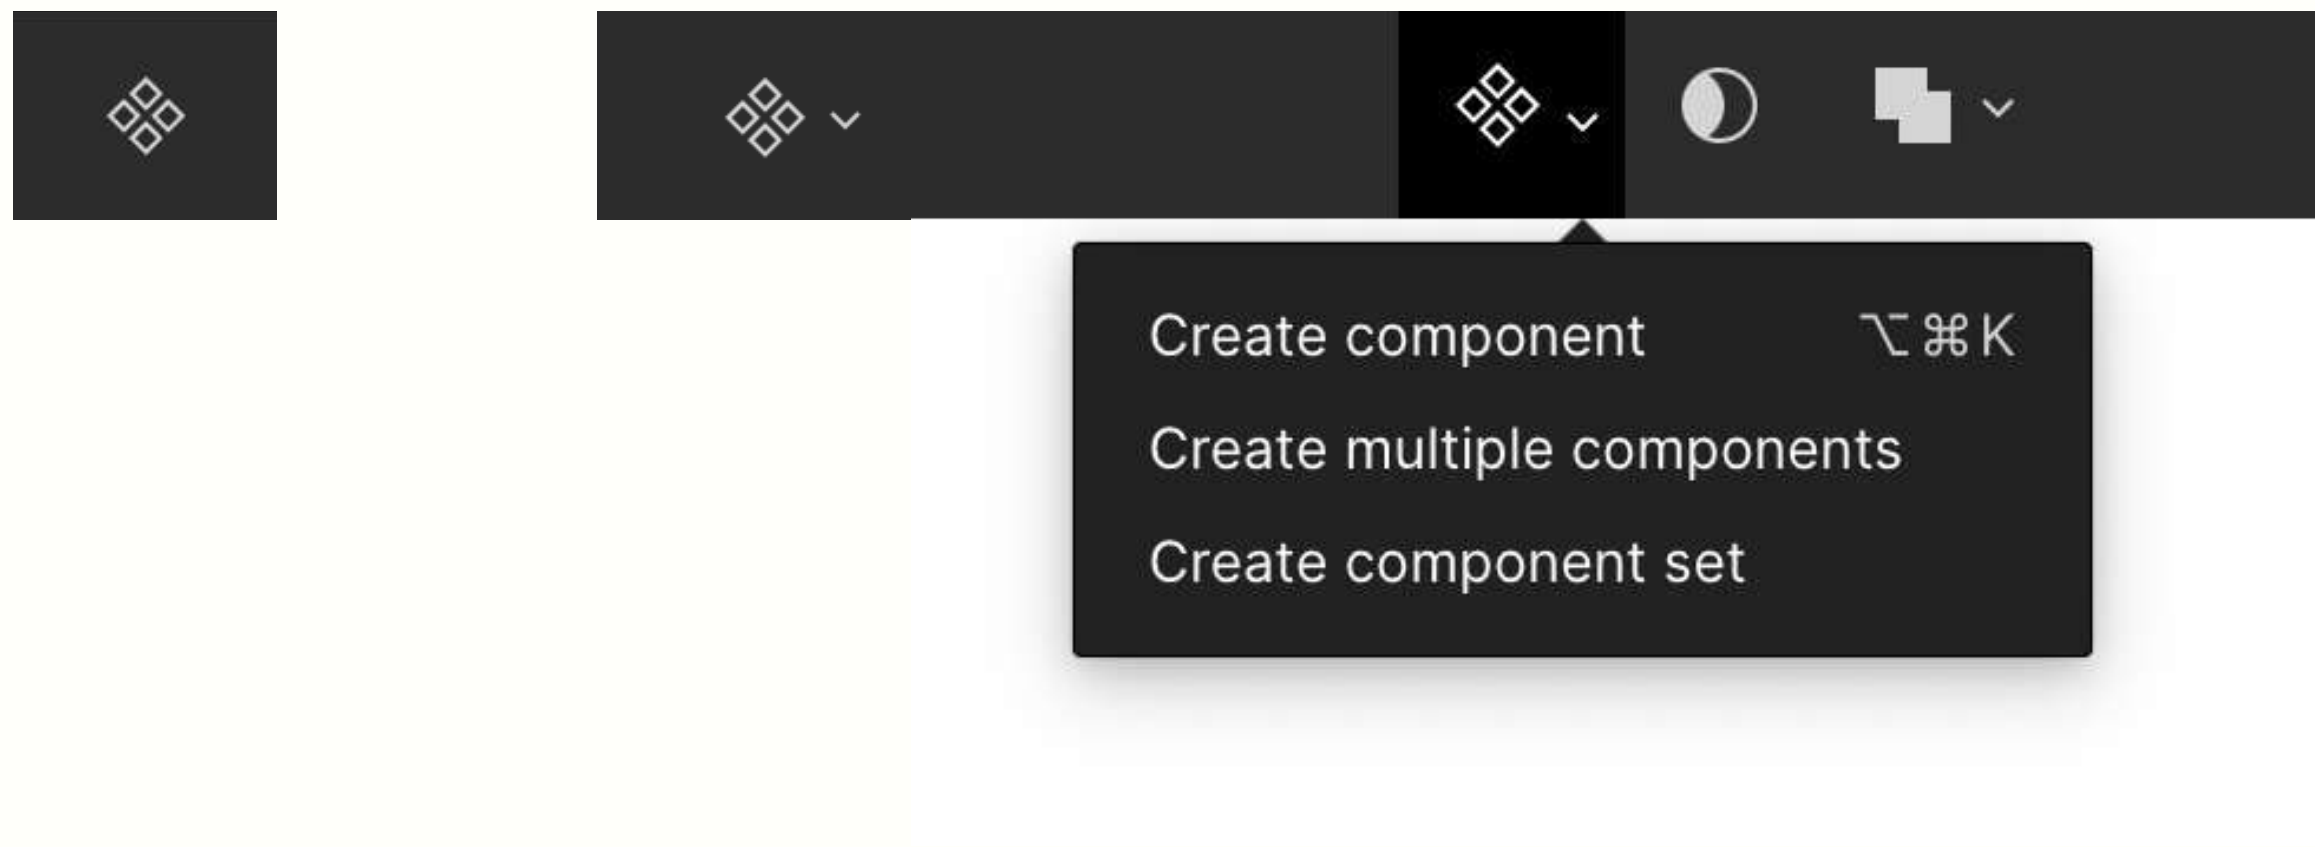 Create component ⌥⌘K
Create multiple components
Create component set